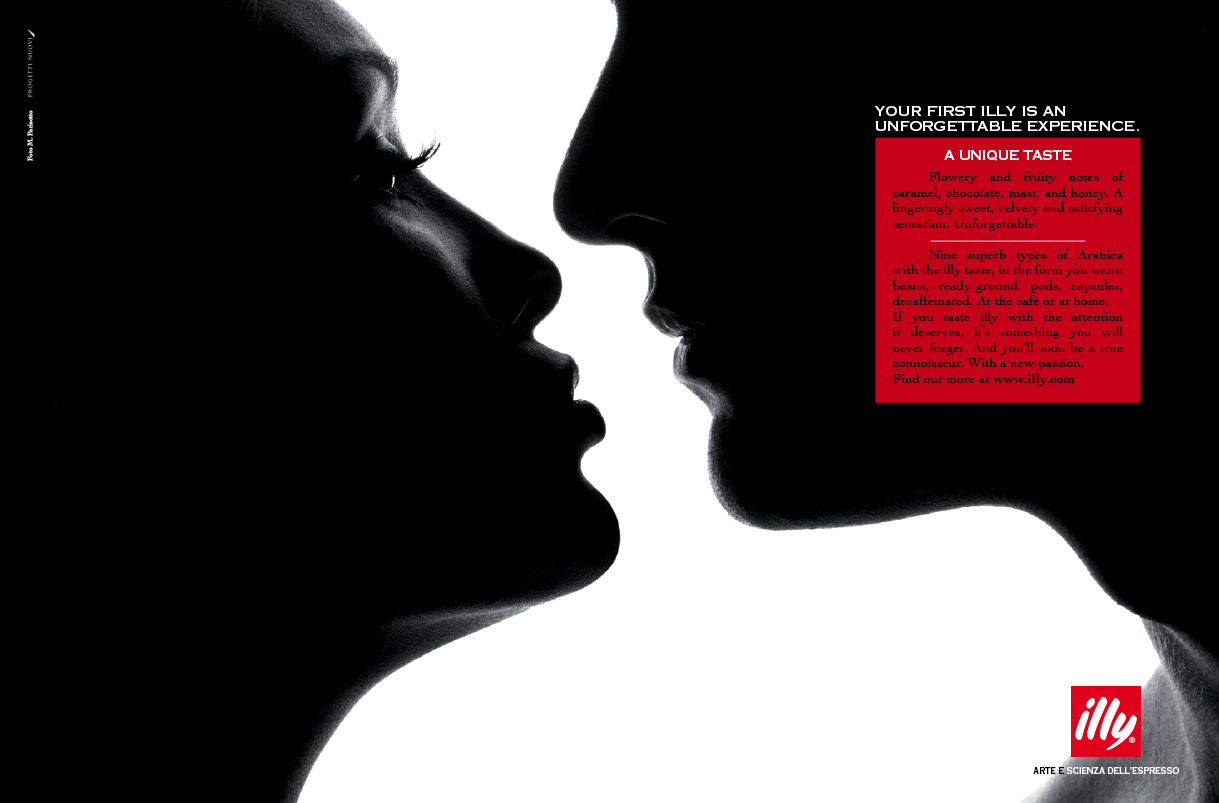 PROGETTI NUOVI
Foto M. Parisotto
YOUR FIRST ILLY IS AN
UNFORGETTABLE EXPERIENCE.
A UNIQUE TASTE
Flowery and fruity notes of
caramel, chocolate, toast, and honey. A
lingeringly sweet, velvety and satisfying
sensation. Unforgettable.
Nine superb types of Arabica
with the illy taste, in the form you want:
beans, ready-ground, pods, capsules,
decaffeinated. At the café or at home.
If you taste illy with the attention
it deserves, it's something you will
never forget. And you'll soon be a true
connoisseur. With a new passion.
Find out more at www.illy.com
illy®
ARTE E SCIENZA DELL'ESPRESSO